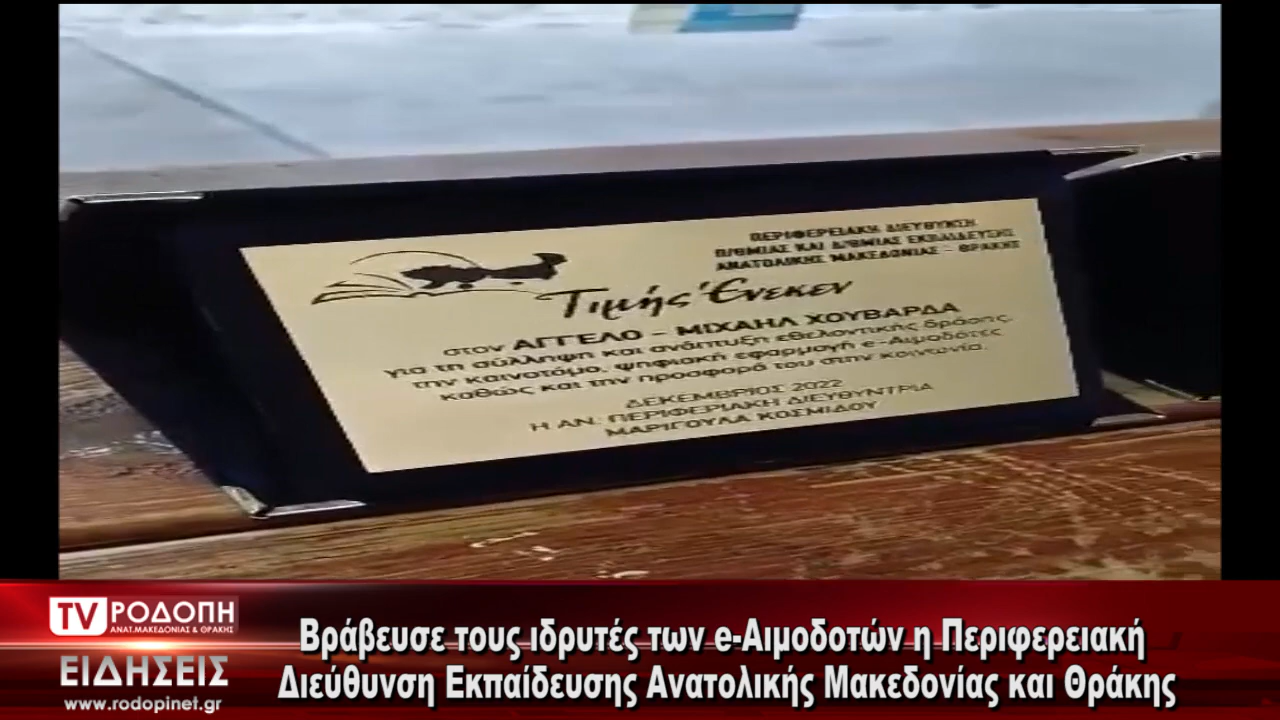 ΠΕΡΙΦΕΡΕΙΑΚΗ ΔΙΕΥΘΥΝΣΗ
Π/ΘΜΙΑΣ ΚΑΙ Δ/ΘΜΙΑΣ ΕΚΠΑΙΔΕΥΣΗΣ
ΑΝΑΤΟΛΙΚΗΣ ΜΑΚΕΔΟΝΙΑΣ - ΘΡΑΚΗΣ
Τιμής Ένεκεν
στον ΑΓΓΕΛΟ - ΜΙΧΑΗΛ ΧΟΥΒΑΡΔΑ
για τη σύλληψη και ανάπτυξη εθελοντικής δράσης,
την καινοτόμο, ψηφιακή εφαρμογή e-Αιμοδότες
καθώς και την προσφορά του στην κοινωνία.
ΔΕΚΕΜΒΡΙΟΣ 2022
Η ΑΝ. ΠΕΡΙΦΕΡΙΑΚΗ ΔΙΕΥΘΥΝΤΡΙΑ
ΜΑΡΙΓΟΥΛΑ ΚΟΣΜΙΔΟΥ
TV ΡΟΔΟΠΗ
ΑΝΑΤ.ΜΑΚΕΔΟΝΙΑΣ & ΘΡΑΚΗΣ
ΕΙΔΗΣΕΙΣ
www.rodopinet.gr
Βράβευσε τους ιδρυτές των e-Αιμοδοτών η Περιφερειακή
Διεύθυνση Εκπαίδευσης Ανατολικής Μακεδονίας και Θράκης